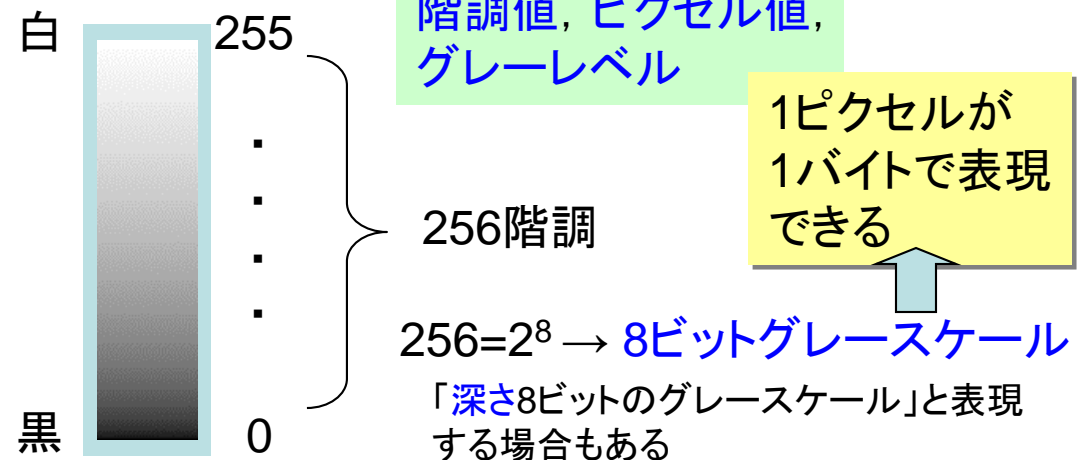 白
255
階調値, ピクセル値,
グレーレベル
1ピクセルが
1バイトで表現
できる
256階調
256=2⁸ → 8ビットグレースケール
「深さ8ビットのグレースケール」と表現
する場合もある
黒
0